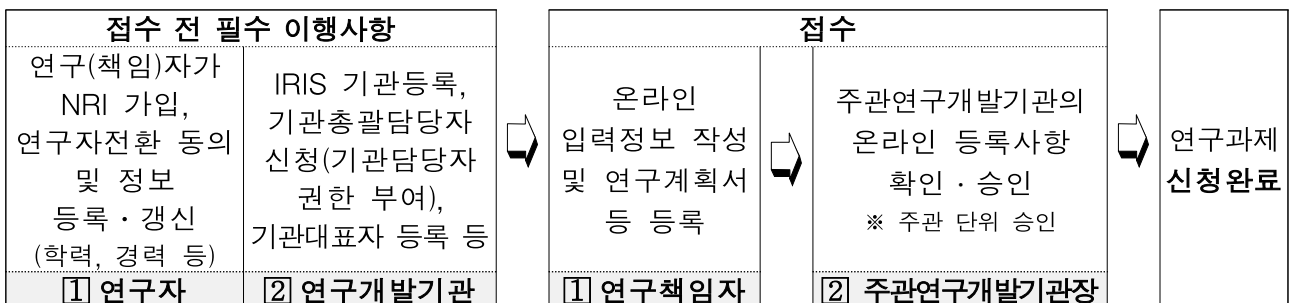 접수 전 필수 이행사항
연구(책임)자가
NRI 가입,
연구자전환 동의
및 정보
등록·갱신
(학력, 경력 등)
1 연구자
IRIS 기관등록,
기관총괄담당자
신청(기관담당자
권한 부여),
기관대표자 등록 등
2 연구개발기관
접수
온라인
입력정보 작성
및 연구계획서
등 등록
1 연구책임자
주관연구개발기관의
온라인 등록사항
확인·승인
※ 주관 단위 승인
2 주관연구개발기관장
연구과제
신청완료